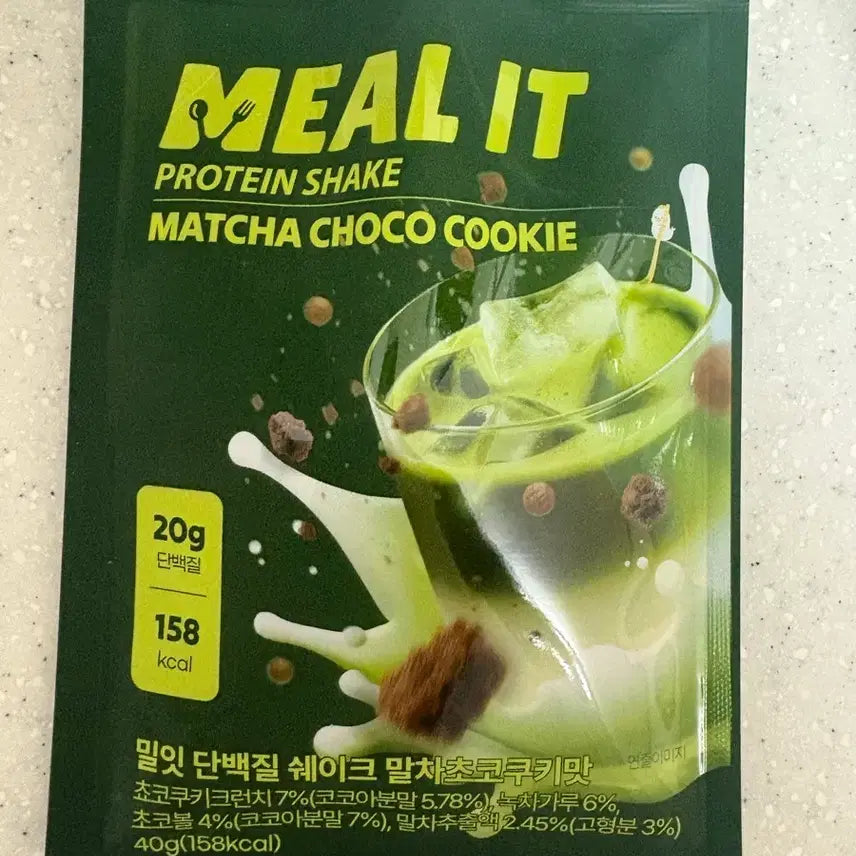 MEAL IT
PROTEIN SHAKE
MATCHA CHOCO COOKIE
20g
단백질
158
kcal
밀잇 단백질 쉐이크 말차초코쿠키맛
연출이미지
쵸코쿠키크런치 7%(코코아분말 5.78%), 녹차가루 6%,
초코볼 4%(코코아분말 7%), 말차추출액 2.45%(고형분 3%)
40g(158kcal)